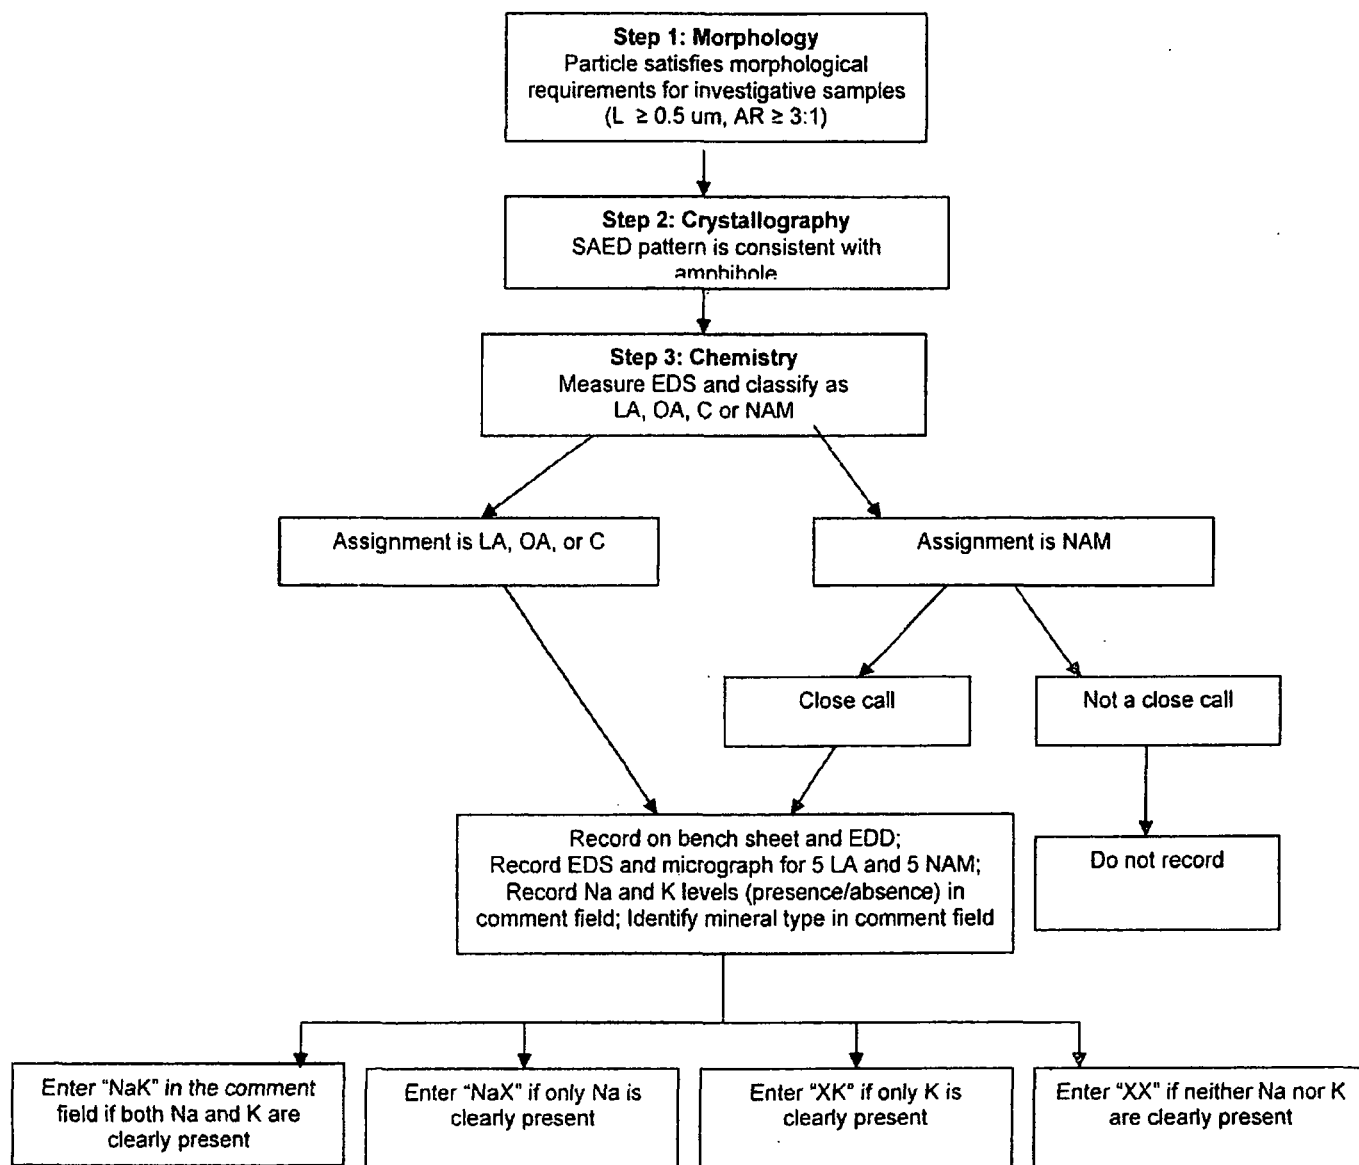 Step 1: Morphology
Particle satisfies morphological
requirements for investigative samples
(L ≥ 0.5 um, AR ≥ 3:1)
Step 2: Crystallography
SAED pattern is consistent with
amphibole
Step 3: Chemistry
Measure EDS and classify as
LA, OA, C or NAM
Assignment is LA, OA, or C
Assignment is NAM
Close call
Not a close call
Record on bench sheet and EDD;
Record EDS and micrograph for 5 LA and 5 NAM;
Record Na and K levels (presence/absence) in
comment field; Identify mineral type in comment field
Do not record
Enter “NaK” in the comment
field if both Na and K are
clearly present
Enter “NaX” if only Na is
clearly present
Enter “XK” if only K is
clearly present
Enter “XX” if neither Na nor K
are clearly present